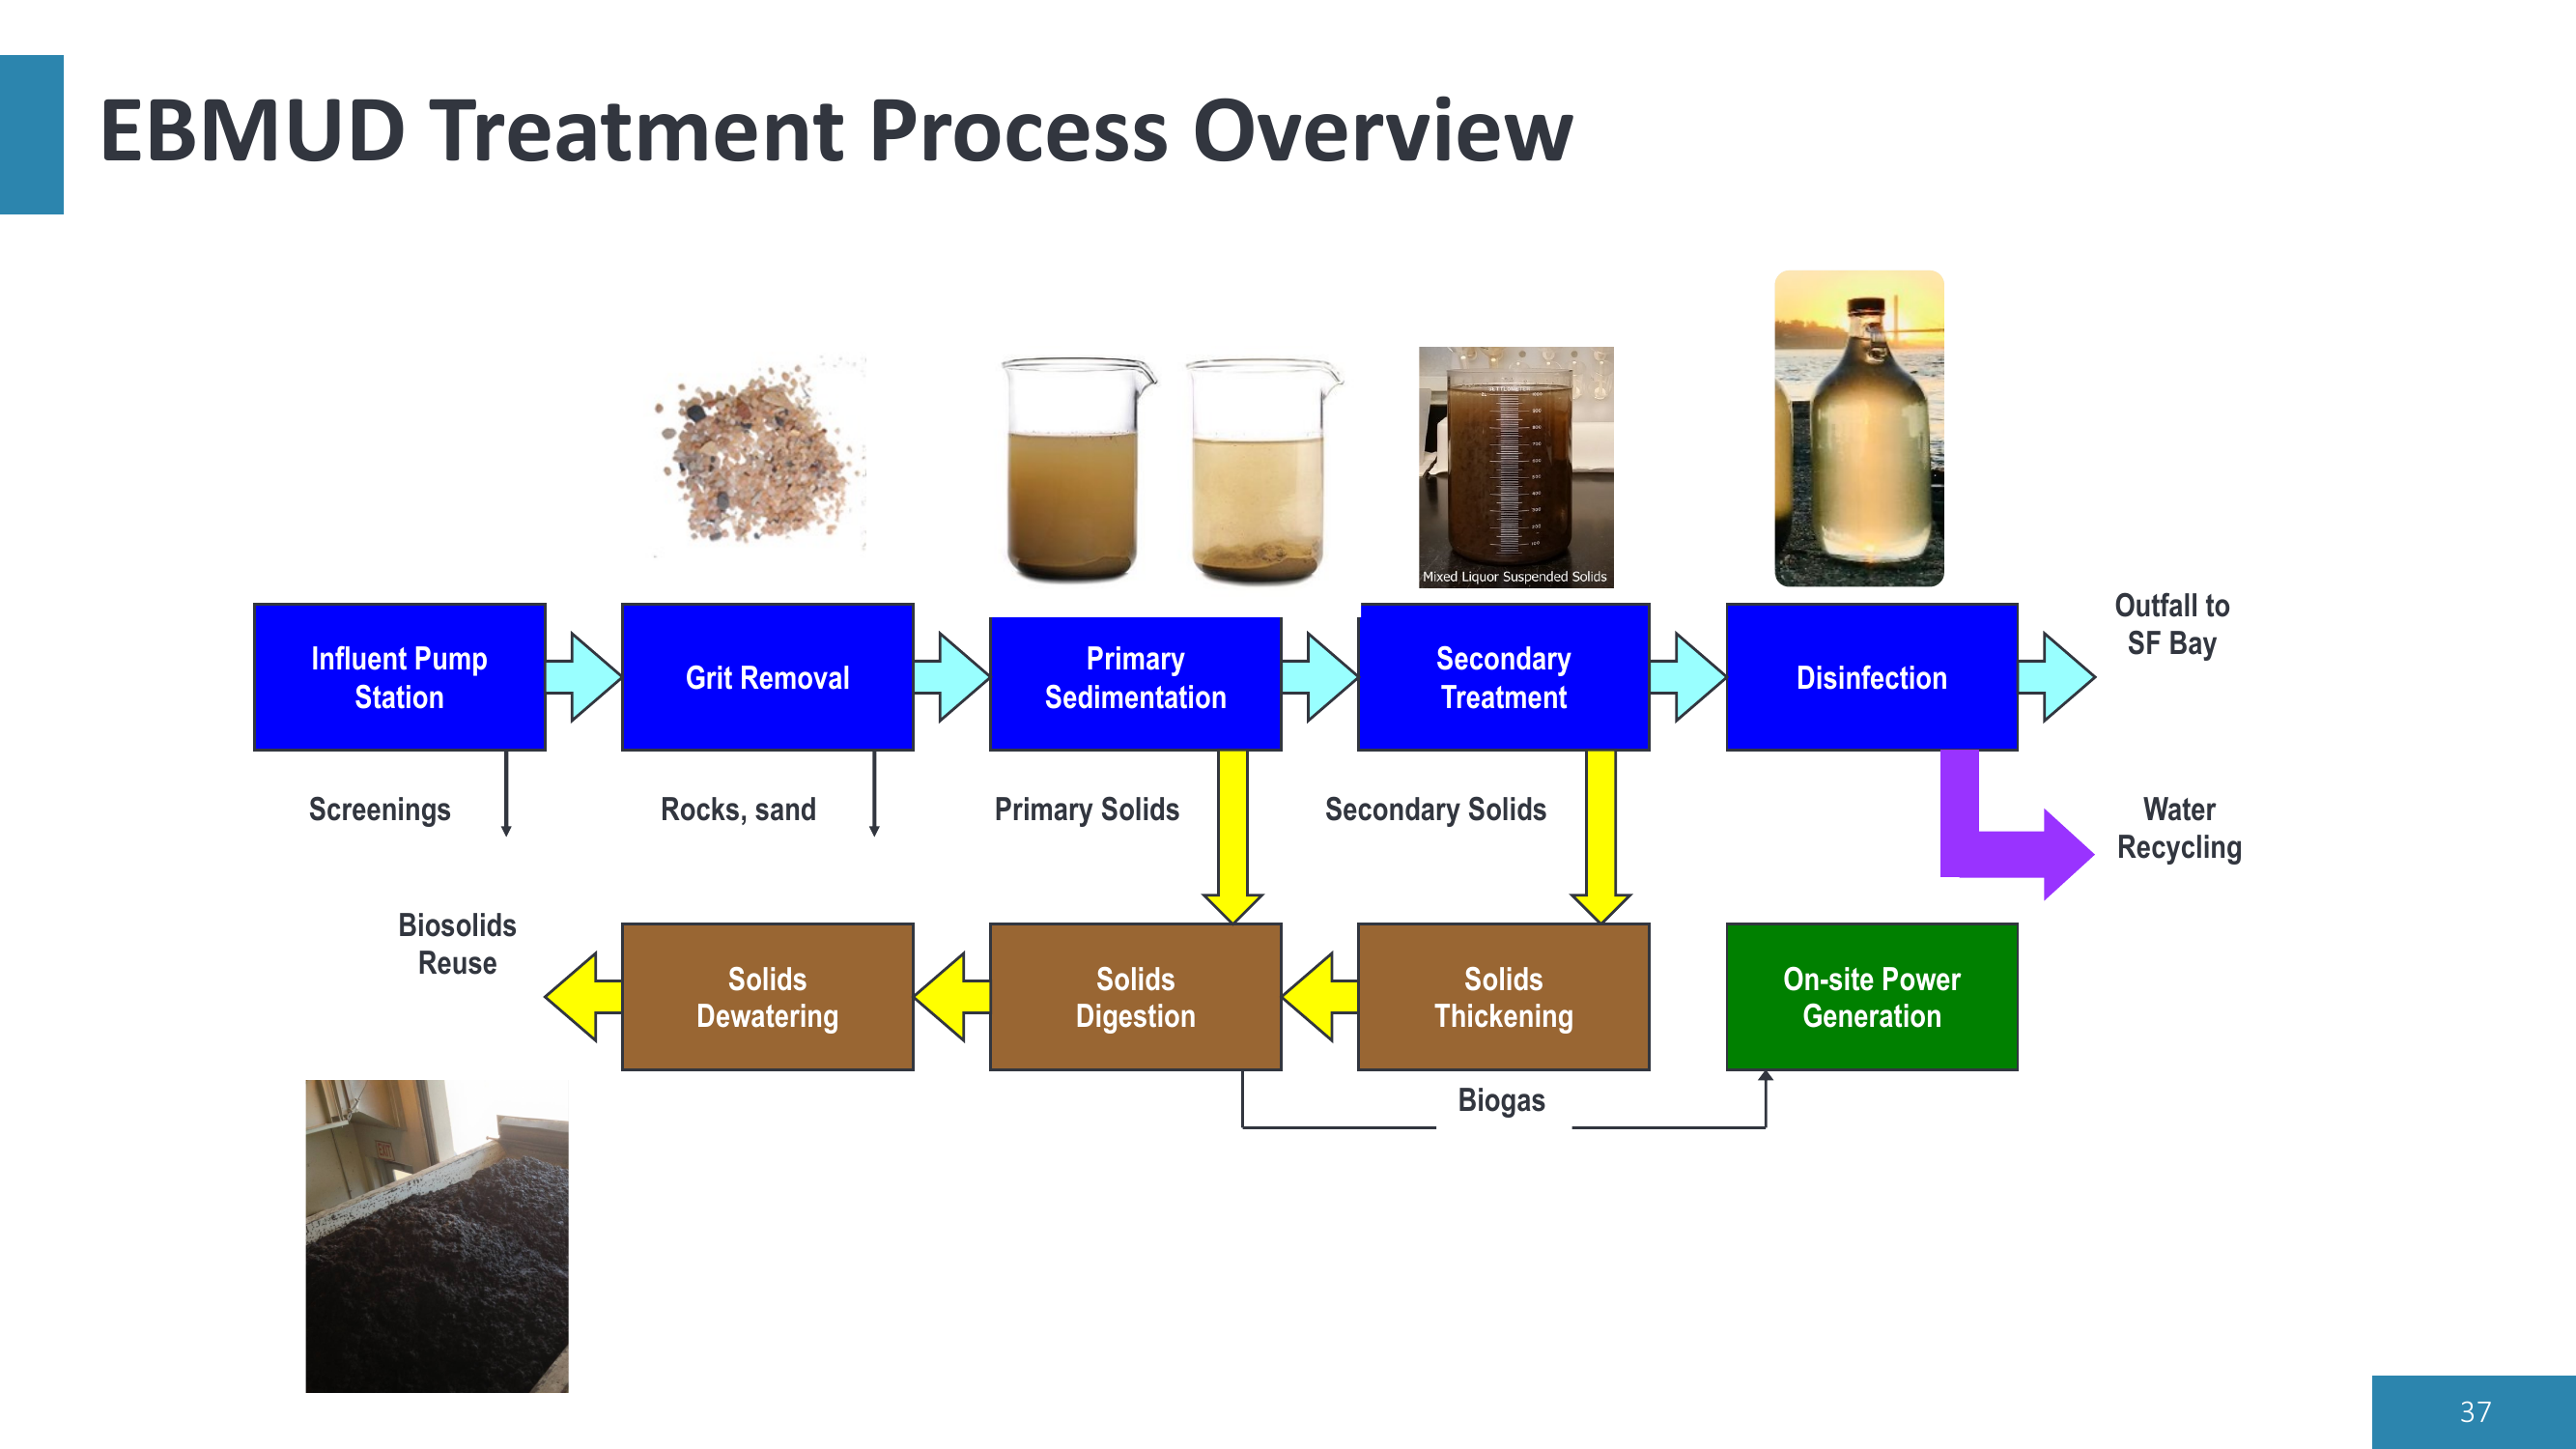 EBMUD Treatment Process Overview
Mixed Liquor Suspended Solids
Influent Pump
Station
Grit Removal
Primary
Sedimentation
Secondary
Treatment
Disinfection
Outfall to
SF Bay
Screenings
Rocks, sand
Primary Solids
Secondary Solids
Water
Recycling
Biosolids
Reuse
Solids
Dewatering
Solids
Digestion
Solids
Thickening
On-site Power
Generation
Biogas
EXIT
37